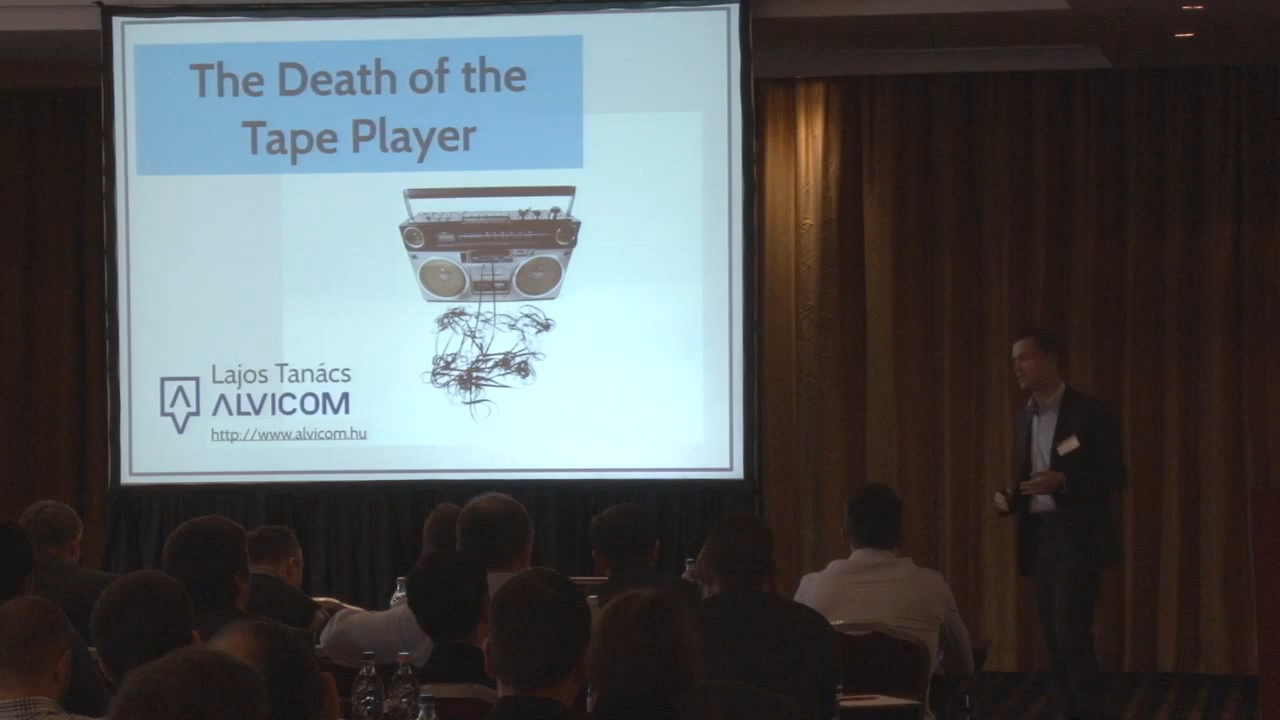 The Death of the
Tape Player
Lajos Tanács
ALVICOM
http://www.alvicom.hu